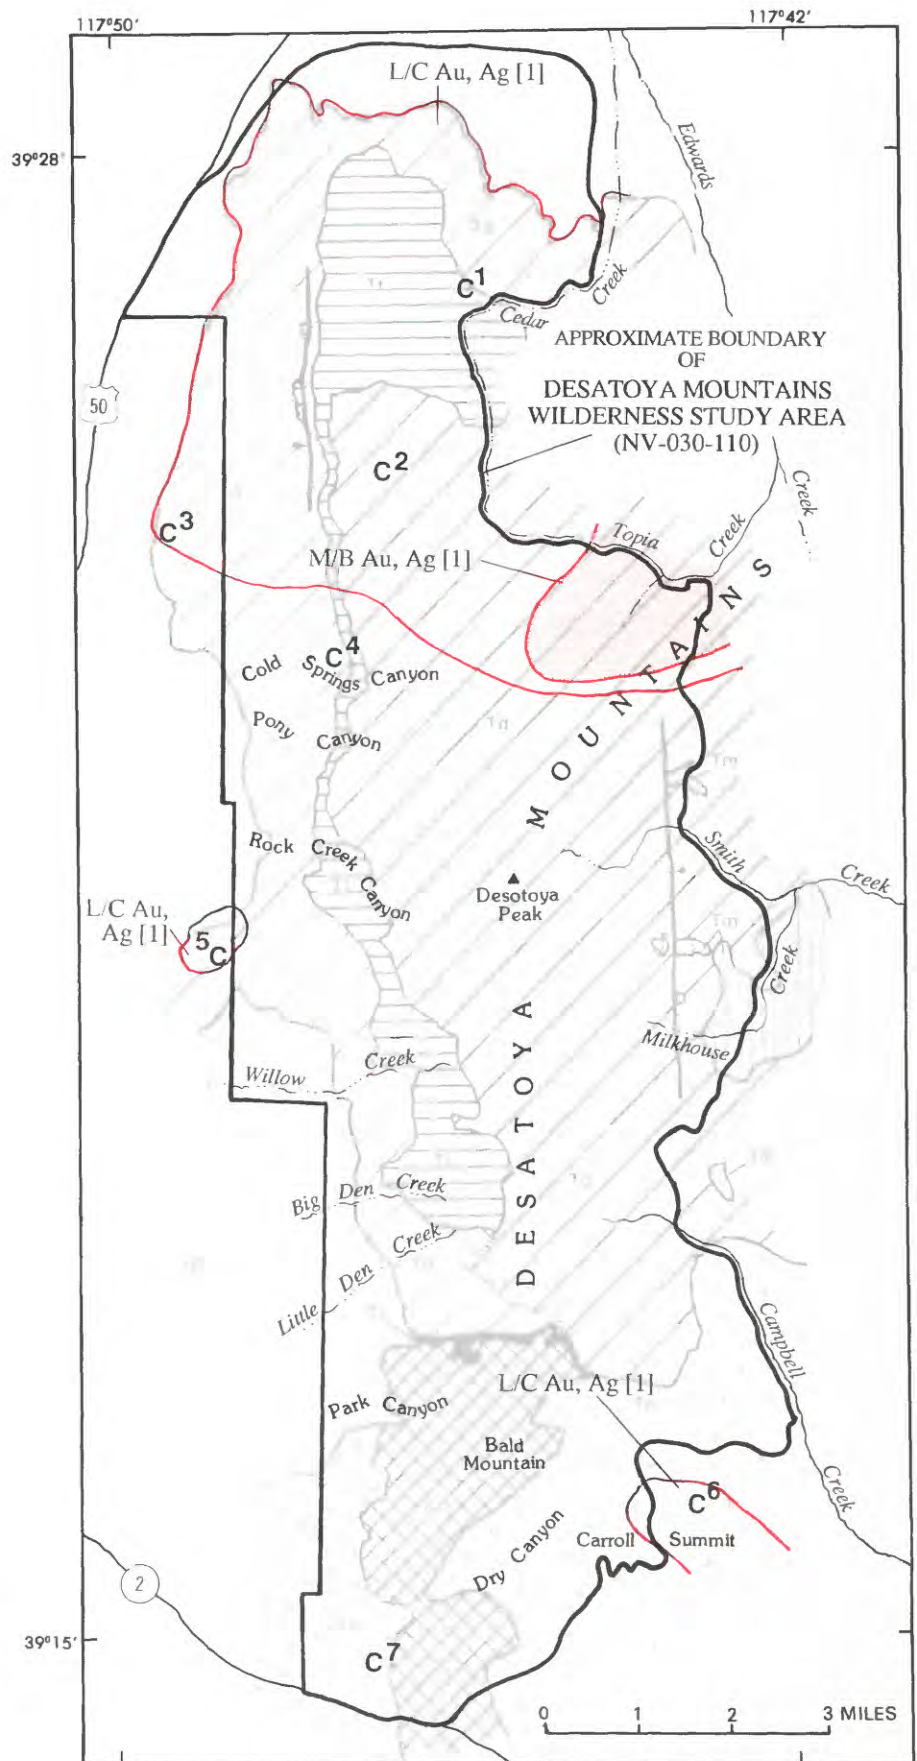 117°50′
117°42′
L/C Au, Ag [1]
39°28′
Edwards
Creek
C1
Cedar
Creek
APPROXIMATE BOUNDARY
OF
DESATOYA MOUNTAINS
WILDERNESS STUDY AREA
(NV-030-110)
50
C2
Creek
C3
Topia
M/B Au, Ag [1]
C4
Cold Springs Canyon
Pony Canyon
DESATOYA MOUNTAINS
Rock Creek Canyon
Smith
Creek
Desotoya
Peak
L/C Au,
Ag [1]
5C
Creek
Milkhouse
Willow Creek
Big Den Creek
Little Den Creek
Campbell
Creek
L/C Au, Ag [1]
Park Canyon
Bald
Mountain
C6
Dry Canyon
Carroll Summit
2
39°15′
C7
0 1 2 3 MILES